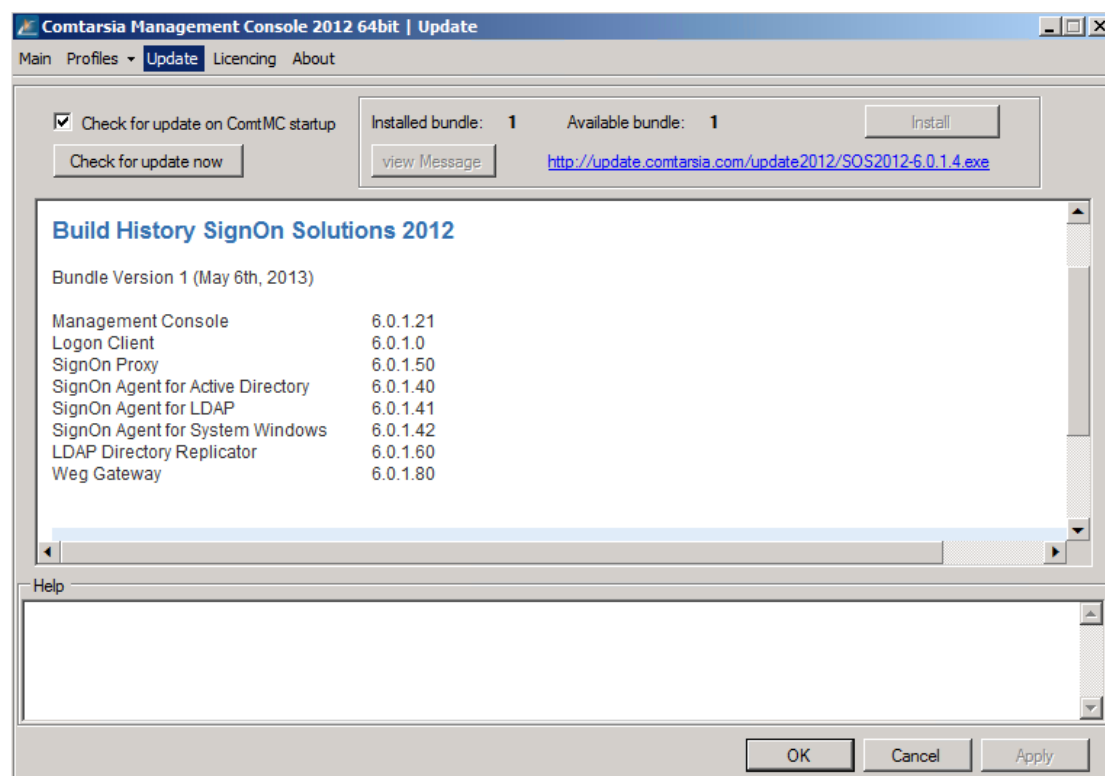 Comtarsia Management Console 2012 64bit | Update
Main Profiles Update Licencing About
Check for update on ComtMC startup
Installed bundle: 1 Available bundle: 1 Install
Check for update now
view Message http://update.comtarsia.com/update2012/SOS2012-6.0.1.4.exe
Build History SignOn Solutions 2012
Bundle Version 1 (May 6th, 2013)
Management Console 6.0.1.21
Logon Client 6.0.1.0
SignOn Proxy 6.0.1.50
SignOn Agent for Active Directory 6.0.1.40
SignOn Agent for LDAP 6.0.1.41
SignOn Agent for System Windows 6.0.1.42
LDAP Directory Replicator 6.0.1.60
Weg Gateway 6.0.1.80
Help
OK Cancel Apply